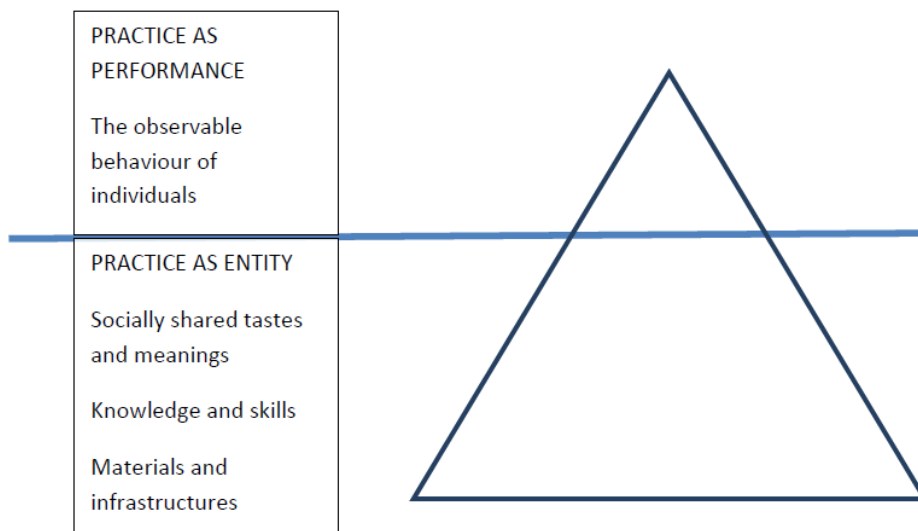 PRACTICE AS
PERFORMANCE
The observable
behaviour of
individuals
PRACTICE AS ENTITY
Socially shared tastes
and meanings
Knowledge and skills
Materials and
infrastructures